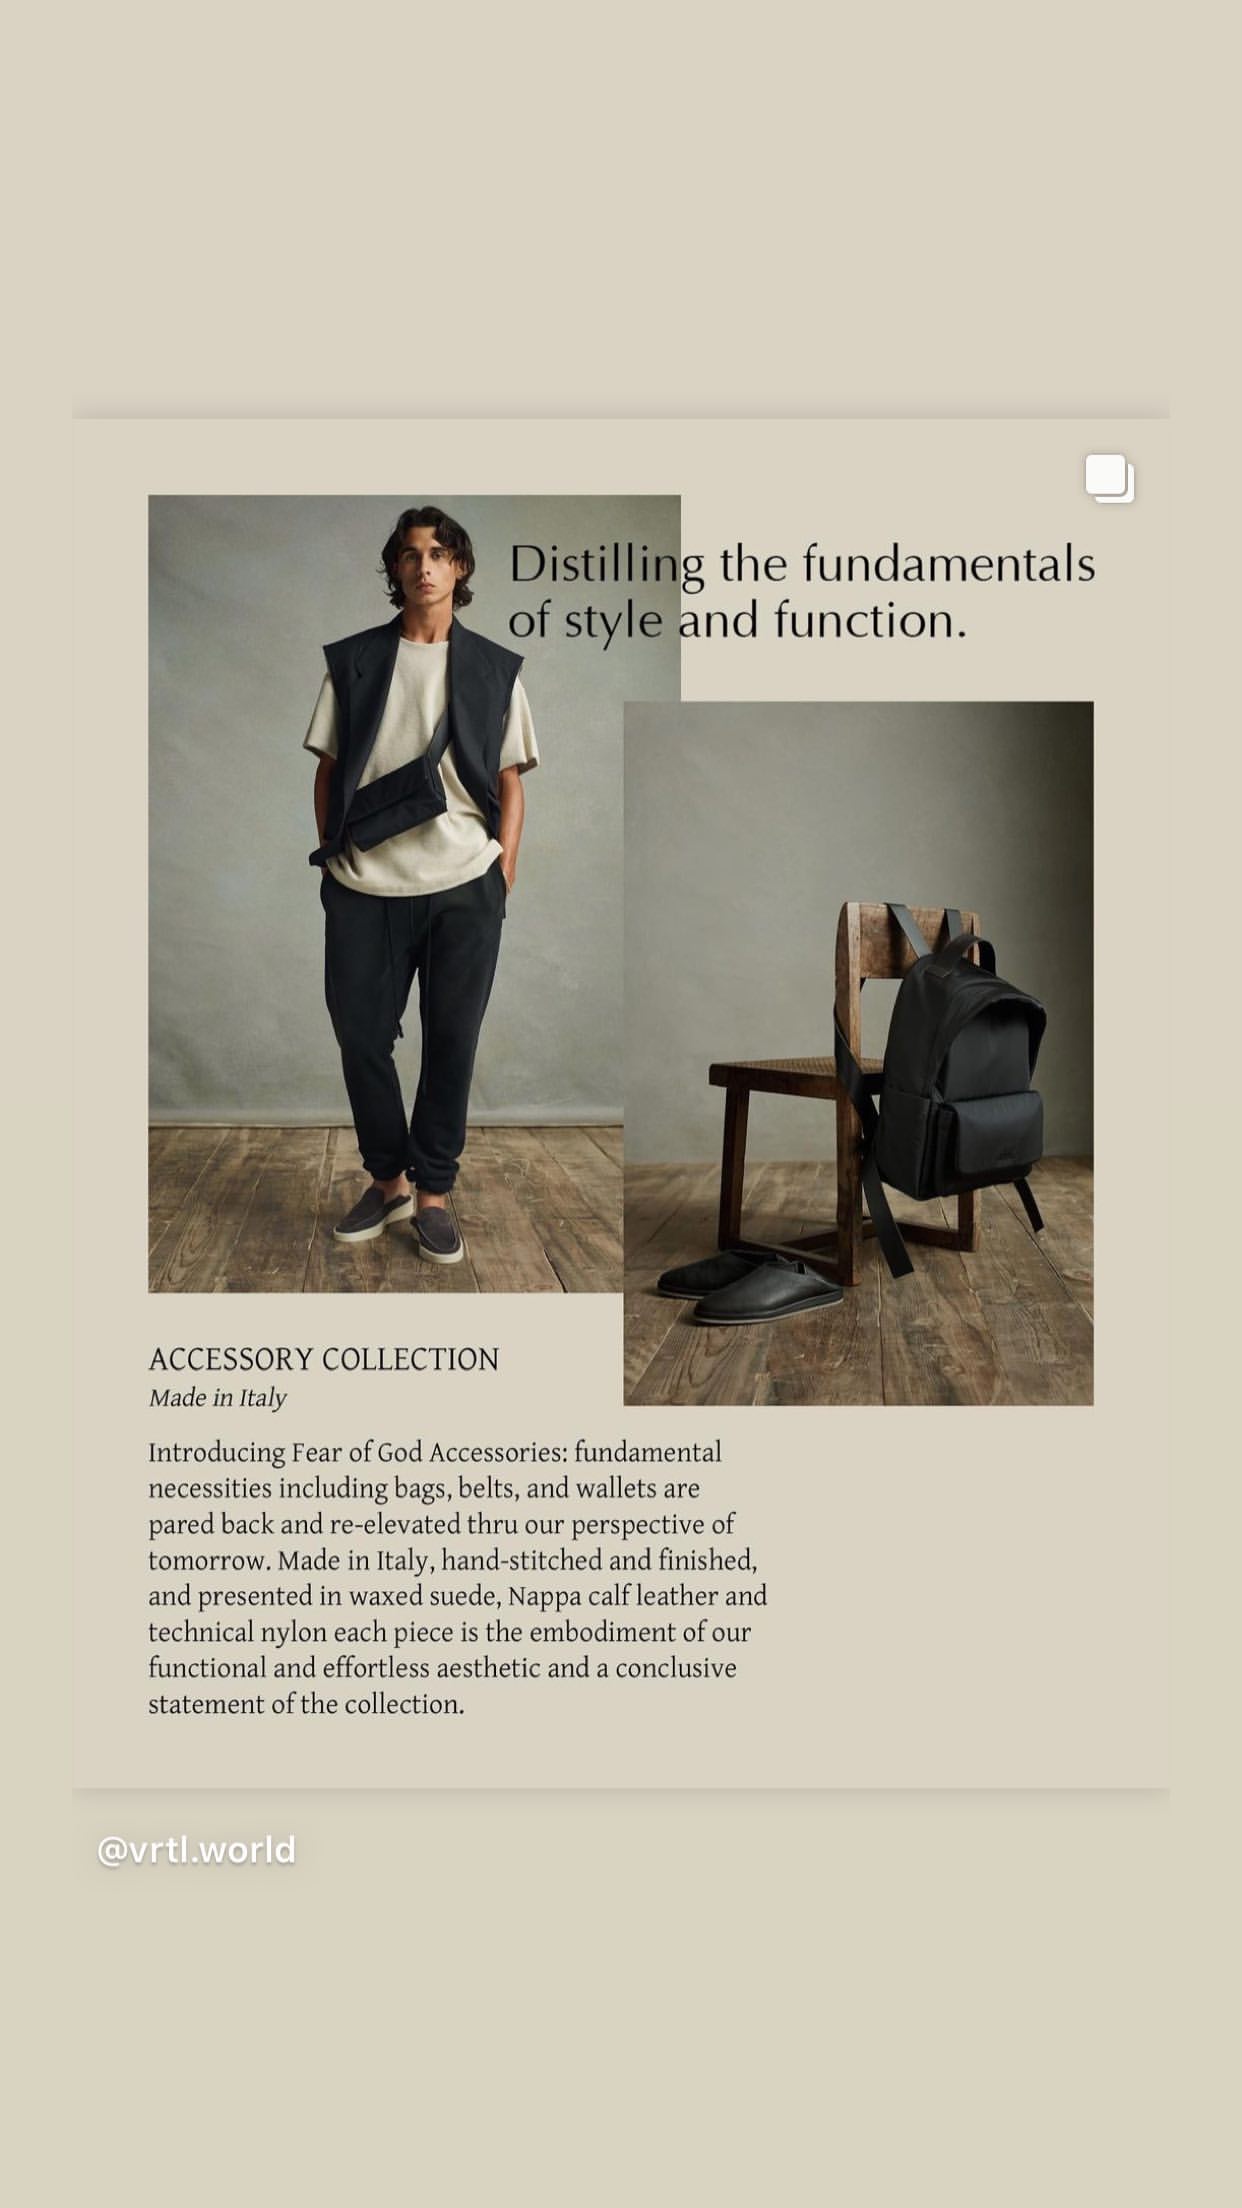 Distilling the fundamentals
of style and function.
ACCESSORY COLLECTION
Made in Italy
Introducing Fear of God Accessories: fundamental
necessities including bags, belts, and wallets are
pared back and re-elevated thru our perspective of
tomorrow. Made in Italy, hand-stitched and finished,
and presented in waxed suede, Nappa calf leather and
technical nylon each piece is the embodiment of our
functional and effortless aesthetic and a conclusive
statement of the collection.
@vrtl.world